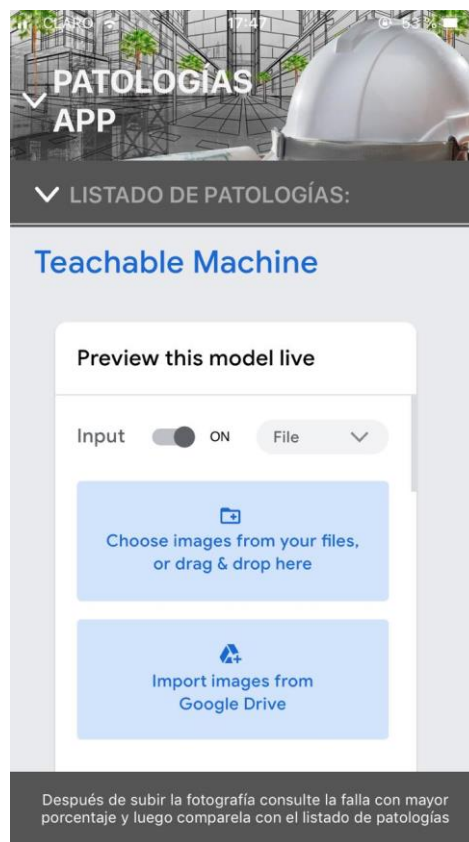 CLARO 17:47 53 %
PATOLOGÍAS
APP
LISTADO DE PATOLOGÍAS:
Teachable Machine
Preview this model live
Input ON File
Choose images from your files,
or drag & drop here
Import images from
Google Drive
Después de subir la fotografía consulte la falla con mayor
porcentaje y luego comparela con el listado de patologías